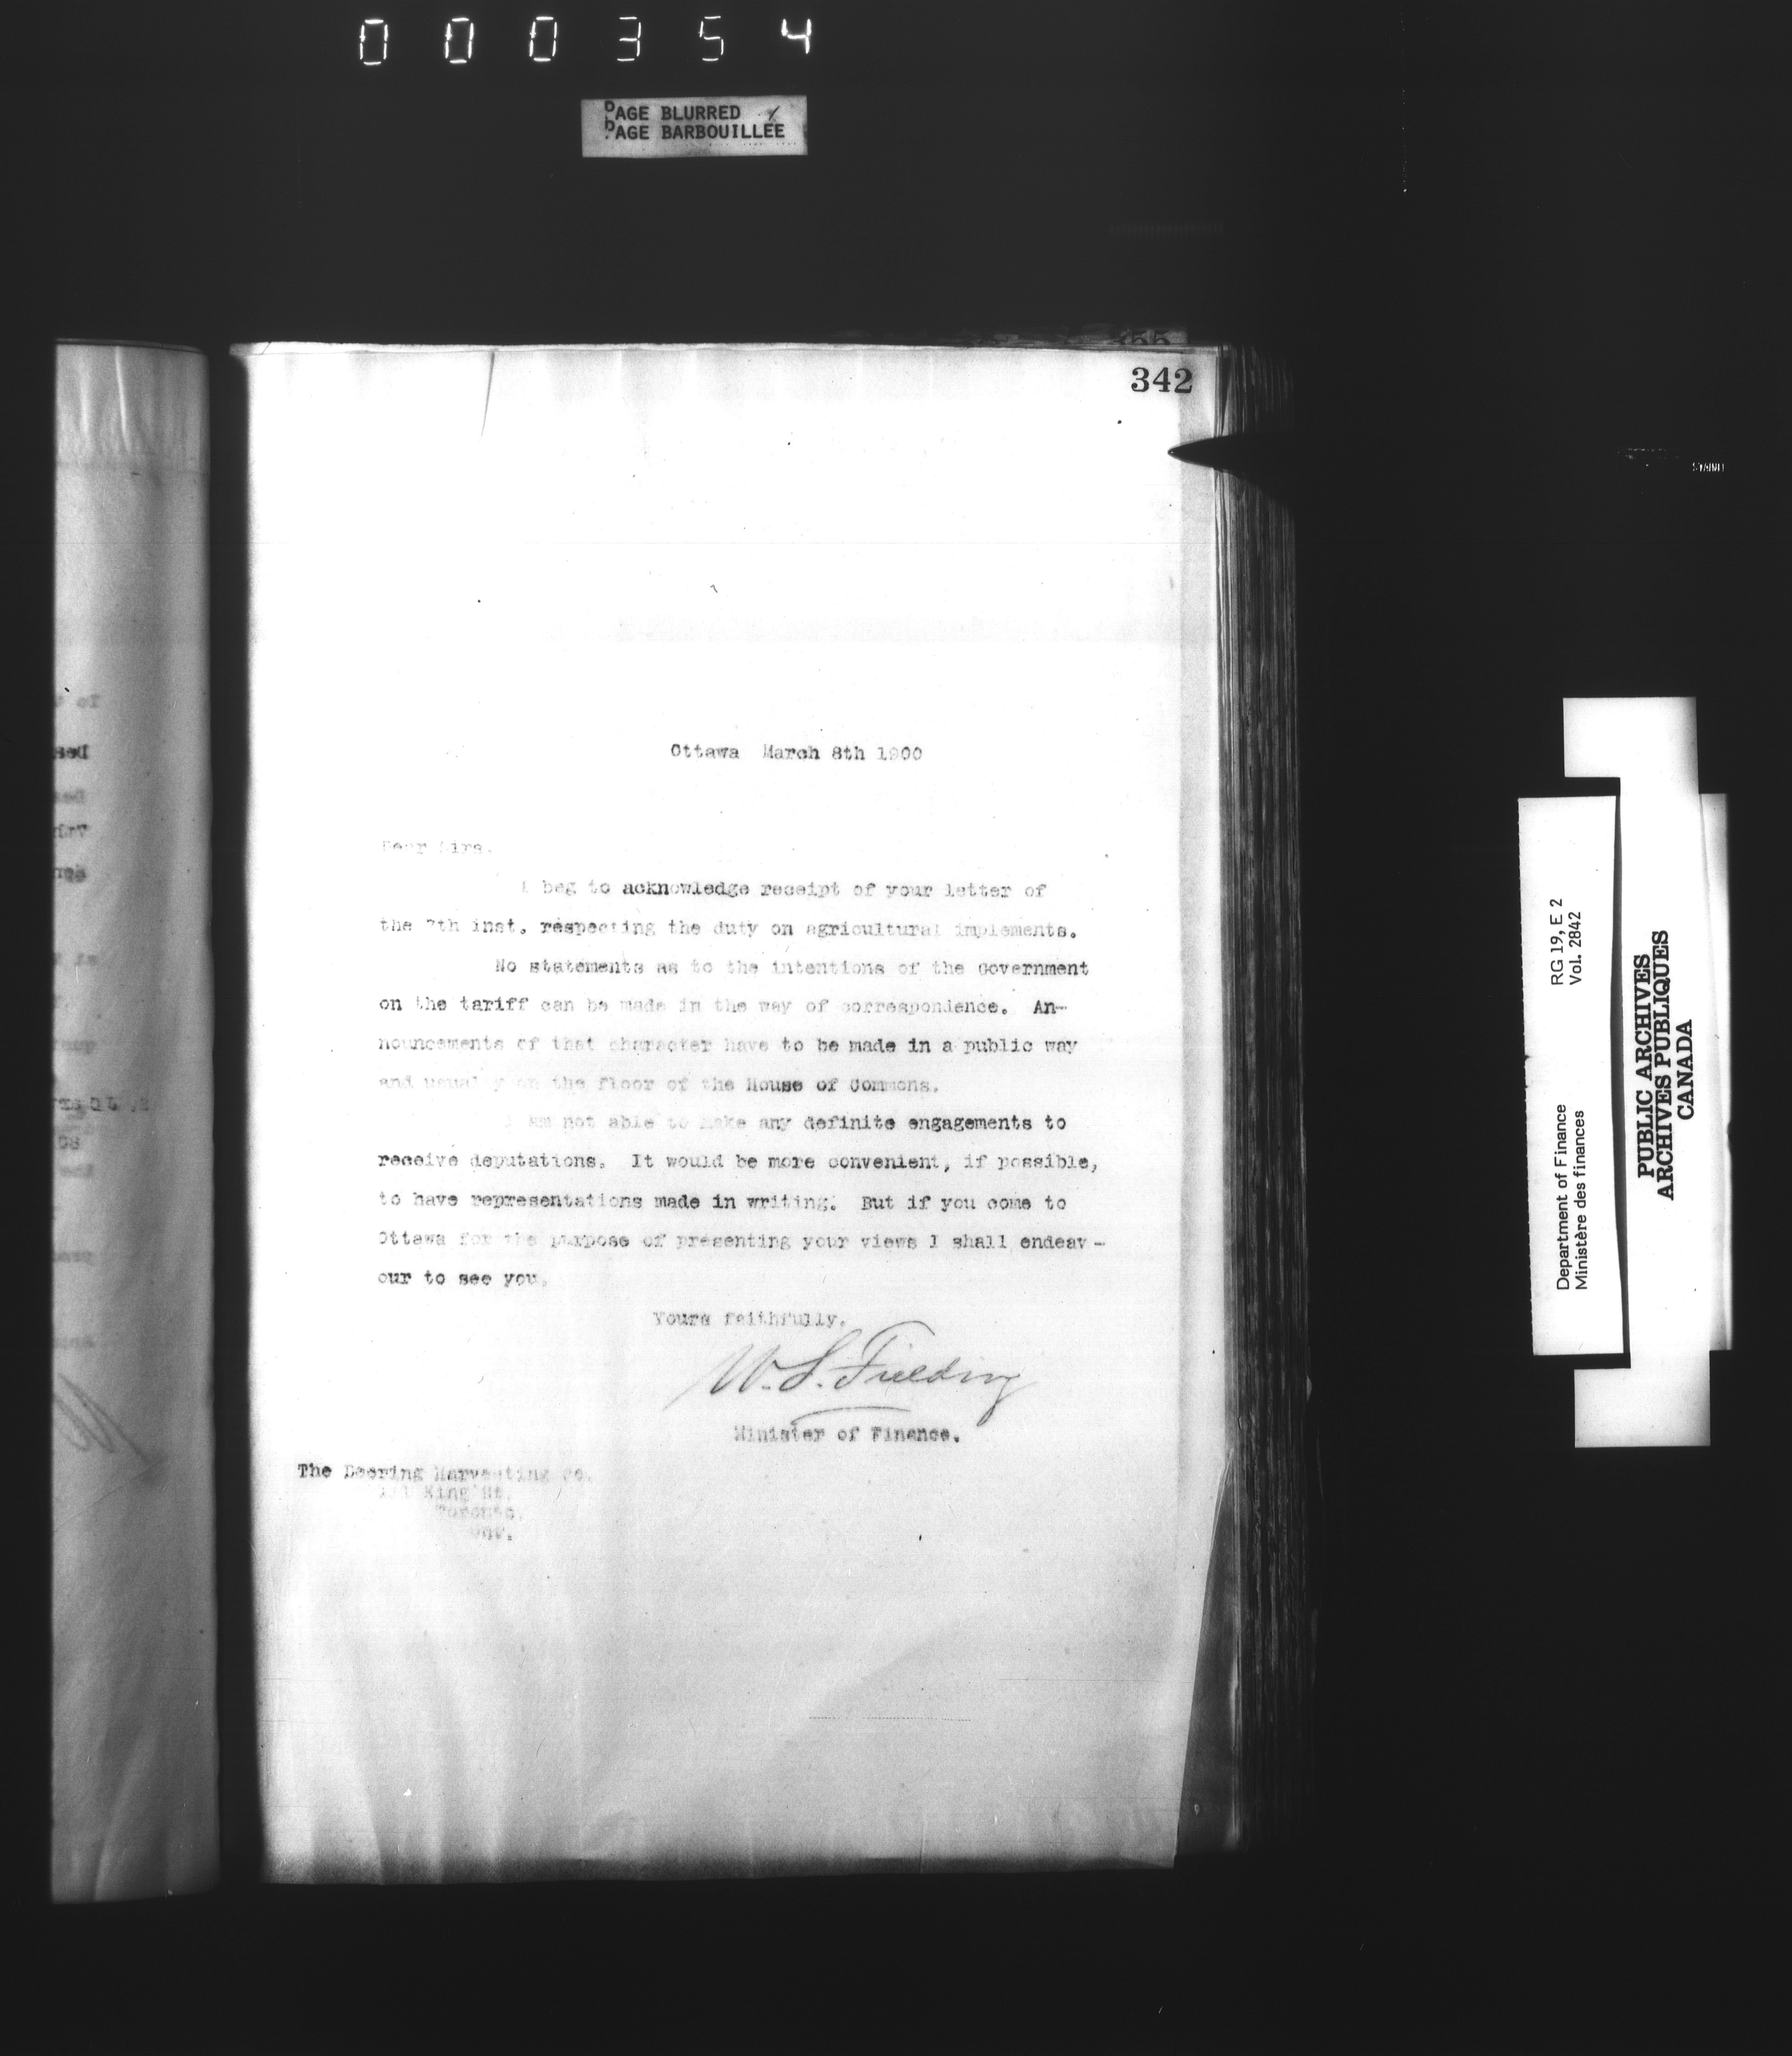 000354
PAGE BLURRED
PAGE BARBOUILLÉE
342
Ottawa March 8th 1900
Dear Sirs.
I beg to acknowledge receipt of your letter of
the 7th inst. respecting the duty on agricultural implements.
No statements as to the intentions of the Government
on the tariff can be made in the way of correspondence. An-
nouncements of that character have to be made in a public way
and usually on the floor of the House of Commons.
I am not able to make any definite engagements to
receive deputations. It would be more convenient, if possible,
to have representations made in writing. But if you come to
Ottawa for the purpose of presenting your views I shall endeav-
our to see you.
Yours faithfully.
W. S. Fielding
Minister of Finance.
The Deering Harvesting Co.
King St.
Toronto.
Ont.
RG 19, E 2
Vol. 2842
Department of Finance
Ministère des finances
PUBLIC ARCHIVES
ARCHIVES PUBLIQUES
CANADA